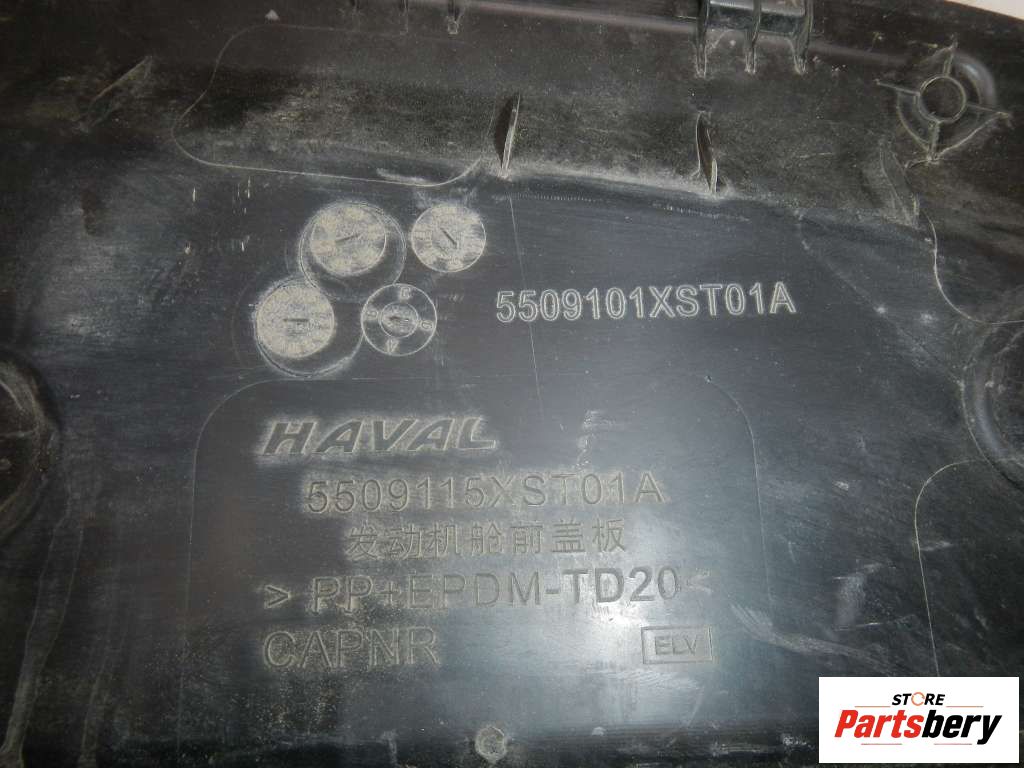 5509101XST01A
HAVAL
5509115XST01A
发动机舱前盖板
> PP+EPDM-TD20<
CAPNR
ELV
STORE
Partsbery